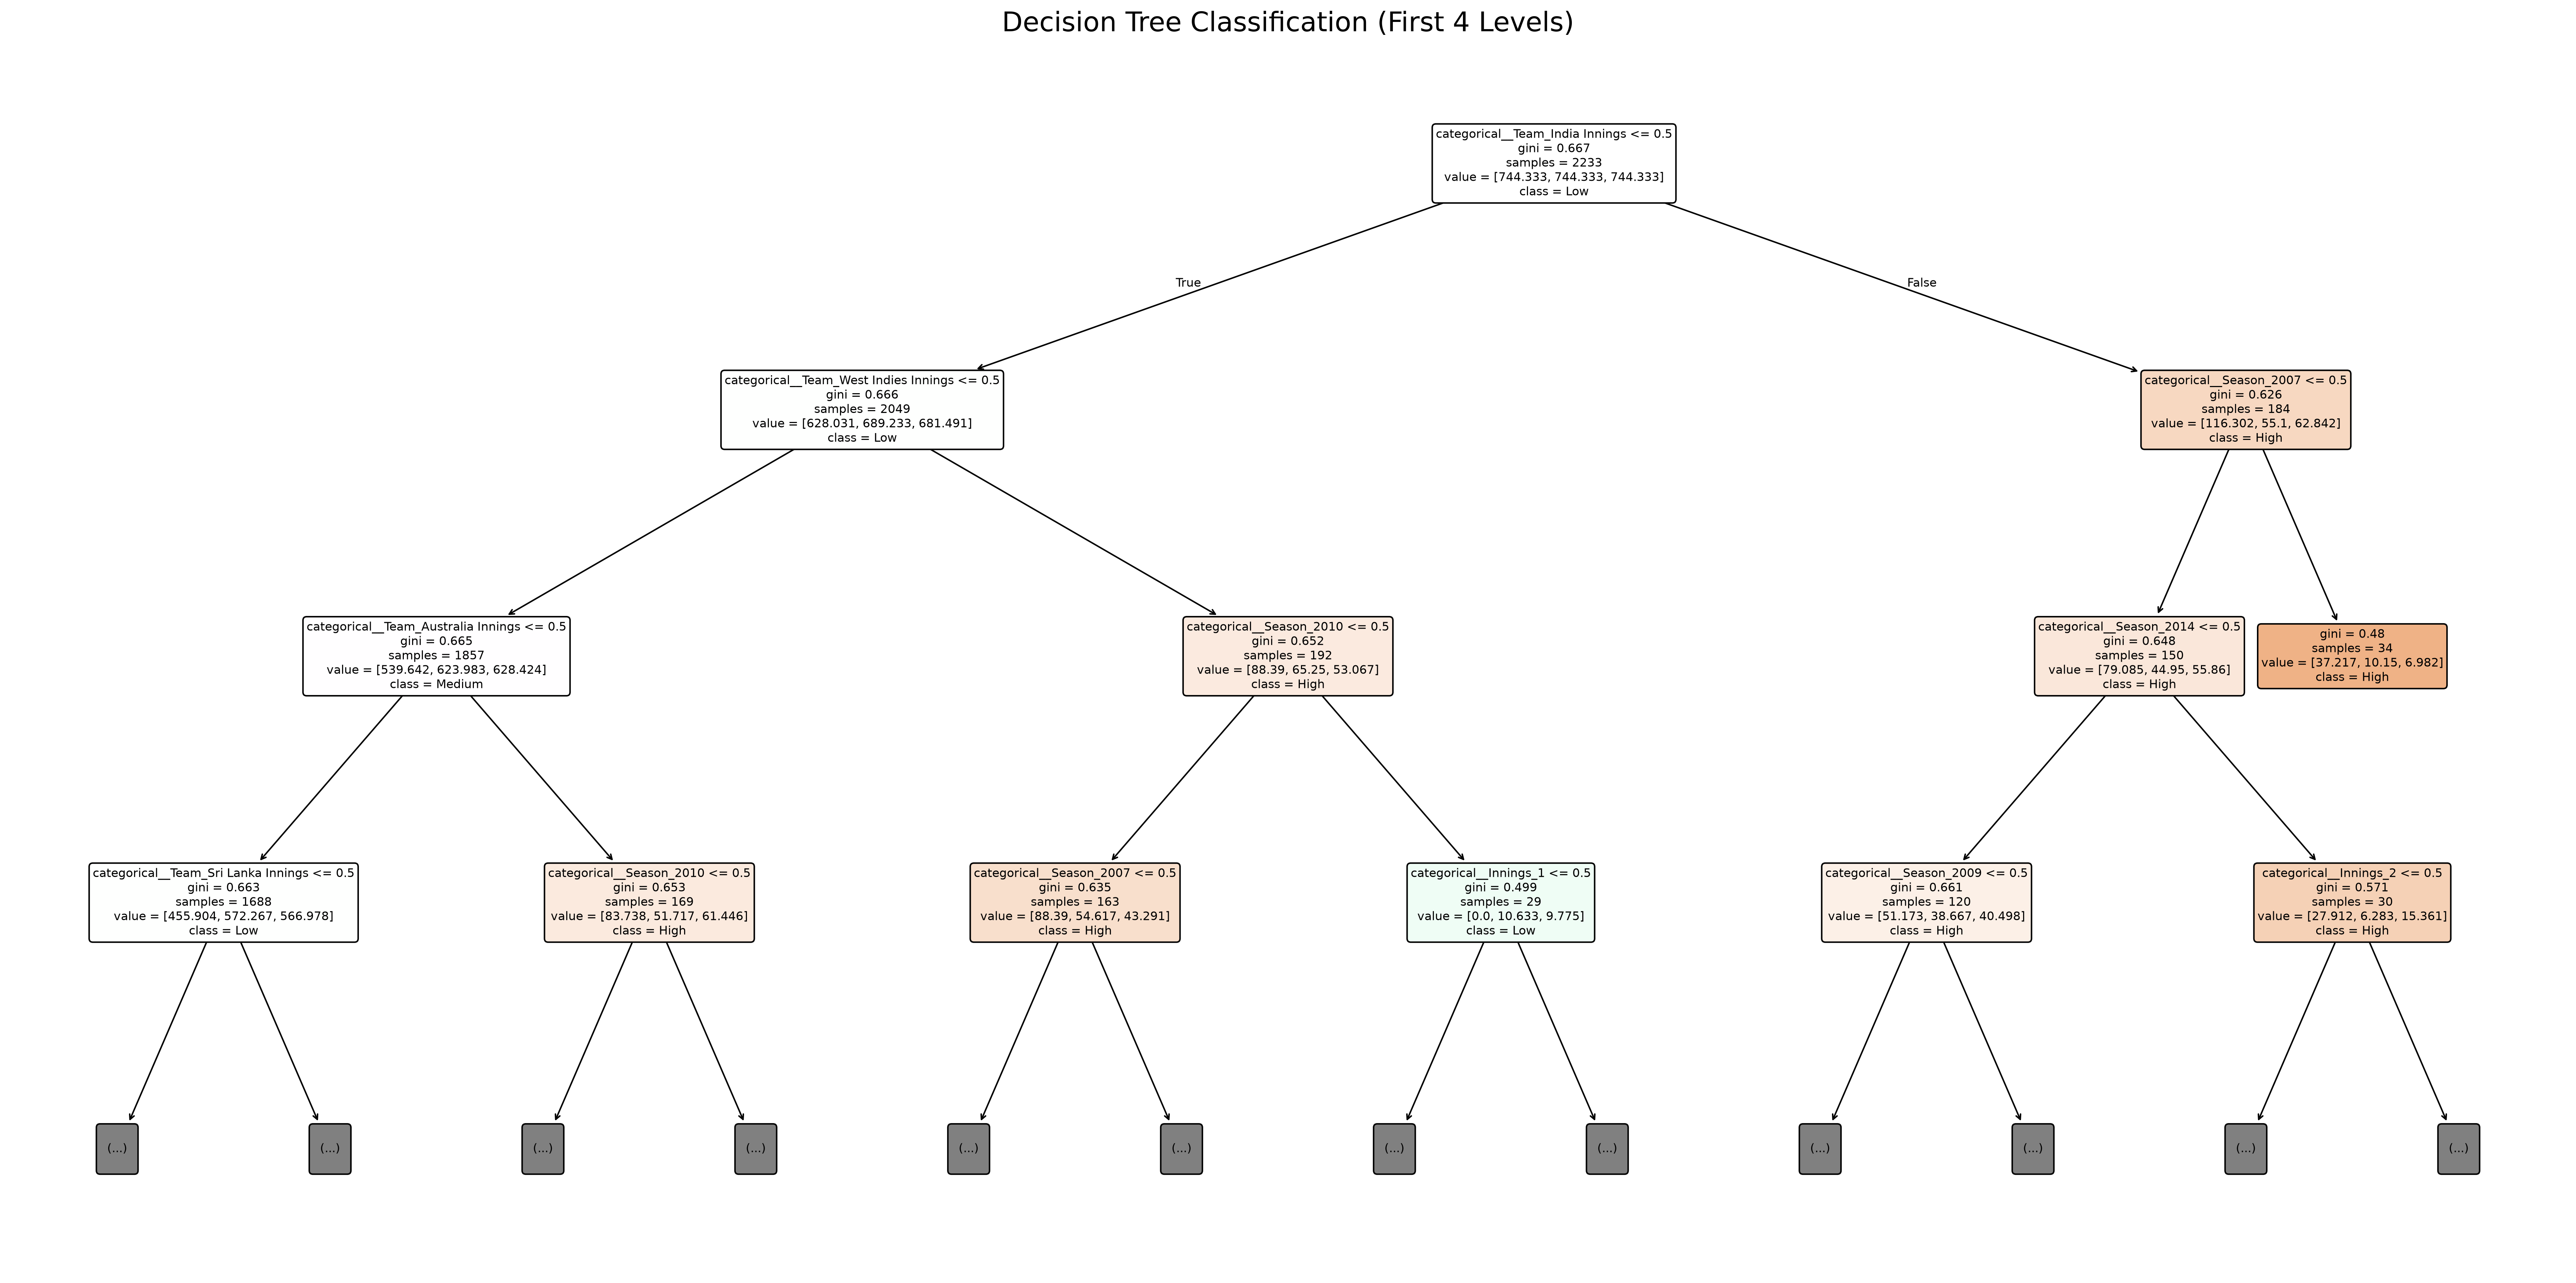 Decision Tree Classification (First 4 Levels)
categorical__Team_India Innings <= 0.5
gini = 0.667
samples = 2233
value = [744.333, 744.333, 744.333]
class = Low
True
False
categorical__Team_West Indies Innings <= 0.5
gini = 0.666
samples = 2049
value = [628.031, 689.233, 681.491]
class = Low
categorical__Season_2007 <= 0.5
gini = 0.626
samples = 184
value = [116.302, 55.1, 62.842]
class = High
categorical__Team_Australia Innings <= 0.5
gini = 0.665
samples = 1857
value = [539.642, 623.983, 628.424]
class = Medium
categorical__Season_2010 <= 0.5
gini = 0.652
samples = 192
value = [88.39, 65.25, 53.067]
class = High
categorical__Season_2014 <= 0.5
gini = 0.648
samples = 150
value = [79.085, 44.95, 55.86]
class = High
gini = 0.48
samples = 34
value = [37.217, 10.15, 6.982]
class = High
categorical__Team_Sri Lanka Innings <= 0.5
gini = 0.663
samples = 1688
value = [455.904, 572.267, 566.978]
class = Low
categorical__Season_2010 <= 0.5
gini = 0.653
samples = 169
value = [83.738, 51.717, 61.446]
class = High
categorical__Season_2007 <= 0.5
gini = 0.635
samples = 163
value = [88.39, 54.617, 43.291]
class = High
categorical__Innings_1 <= 0.5
gini = 0.499
samples = 29
value = [0.0, 10.633, 9.775]
class = Low
categorical__Season_2009 <= 0.5
gini = 0.661
samples = 120
value = [51.173, 38.667, 40.498]
class = High
categorical__Innings_2 <= 0.5
gini = 0.571
samples = 30
value = [27.912, 6.283, 15.361]
class = High
(...)
(...)
(...)
(...)
(...)
(...)
(...)
(...)
(...)
(...)
(...)
(...)